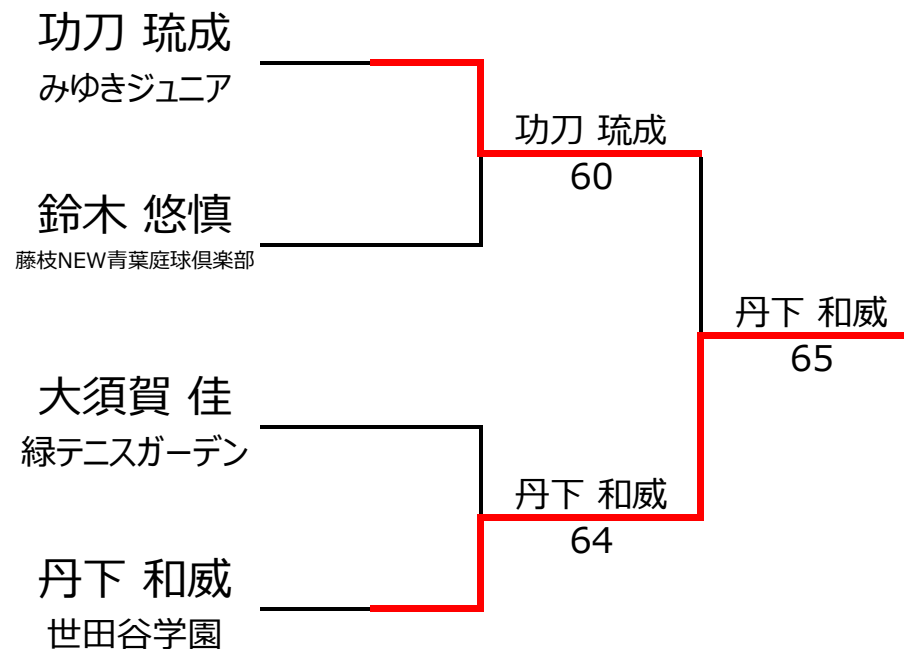 功刀 琉成
みゆきジュニア
鈴木 悠慎
藤枝NEW青葉庭球倶楽部
大須賀 佳
緑テニスガーデン
丹下 和威
世田谷学園
功刀 琉成
60
丹下 和威
64
丹下 和威
65